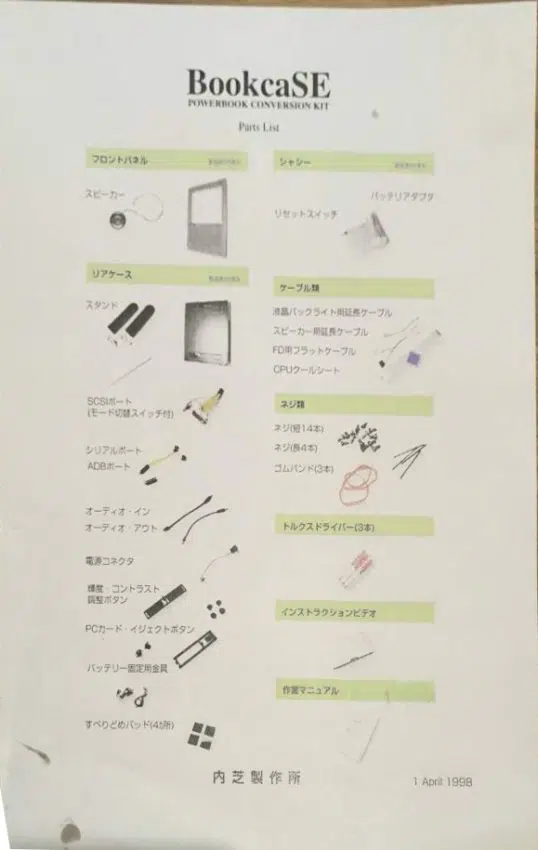 BookcaSE
POWERBOOK CONVERSION KIT
Parts List
フロントパネル
スピーカー
リアケース
スタンド
SCSIポート
(モード切替スイッチ付)
シリアルポート
ADBポート
オーディオ・イン
オーディオ・アウト
電源コネクタ
輝度・コントラスト
調整ボタン
PCカード・イジェクトボタン
バッテリー固定用金具
すべりどめパッド(4カ所)
シャシー
バッテリアダプタ
リセットスイッチ
ケーブル類
液晶バックライト用延長ケーブル
スピーカー用延長ケーブル
FD用フラットケーブル
CPUクールシート
ネジ類
ネジ(短14本)
ネジ(長4本)
ゴムバンド(3本)
トルクスドライバー(3本)
インストラクションビデオ
作業マニュアル
内芝製作所
1 April 1998